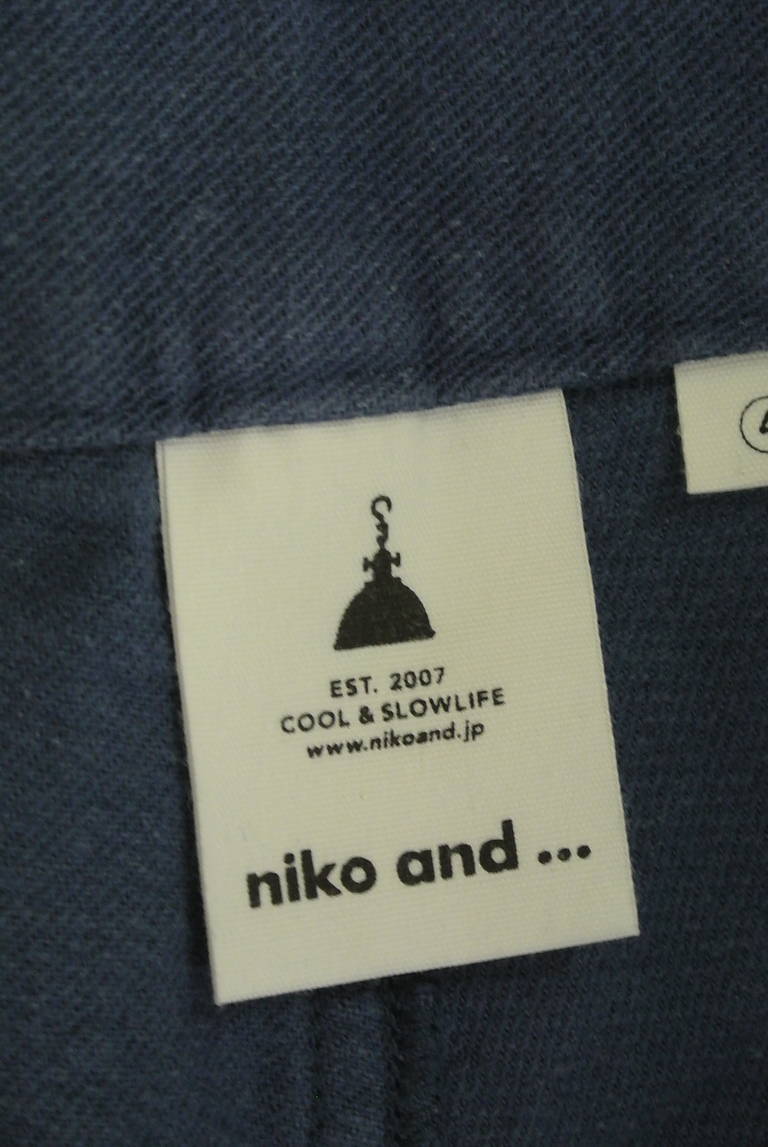 EST. 2007
COOL & SLOWLIFE
www.nikoand.jp
niko and ...